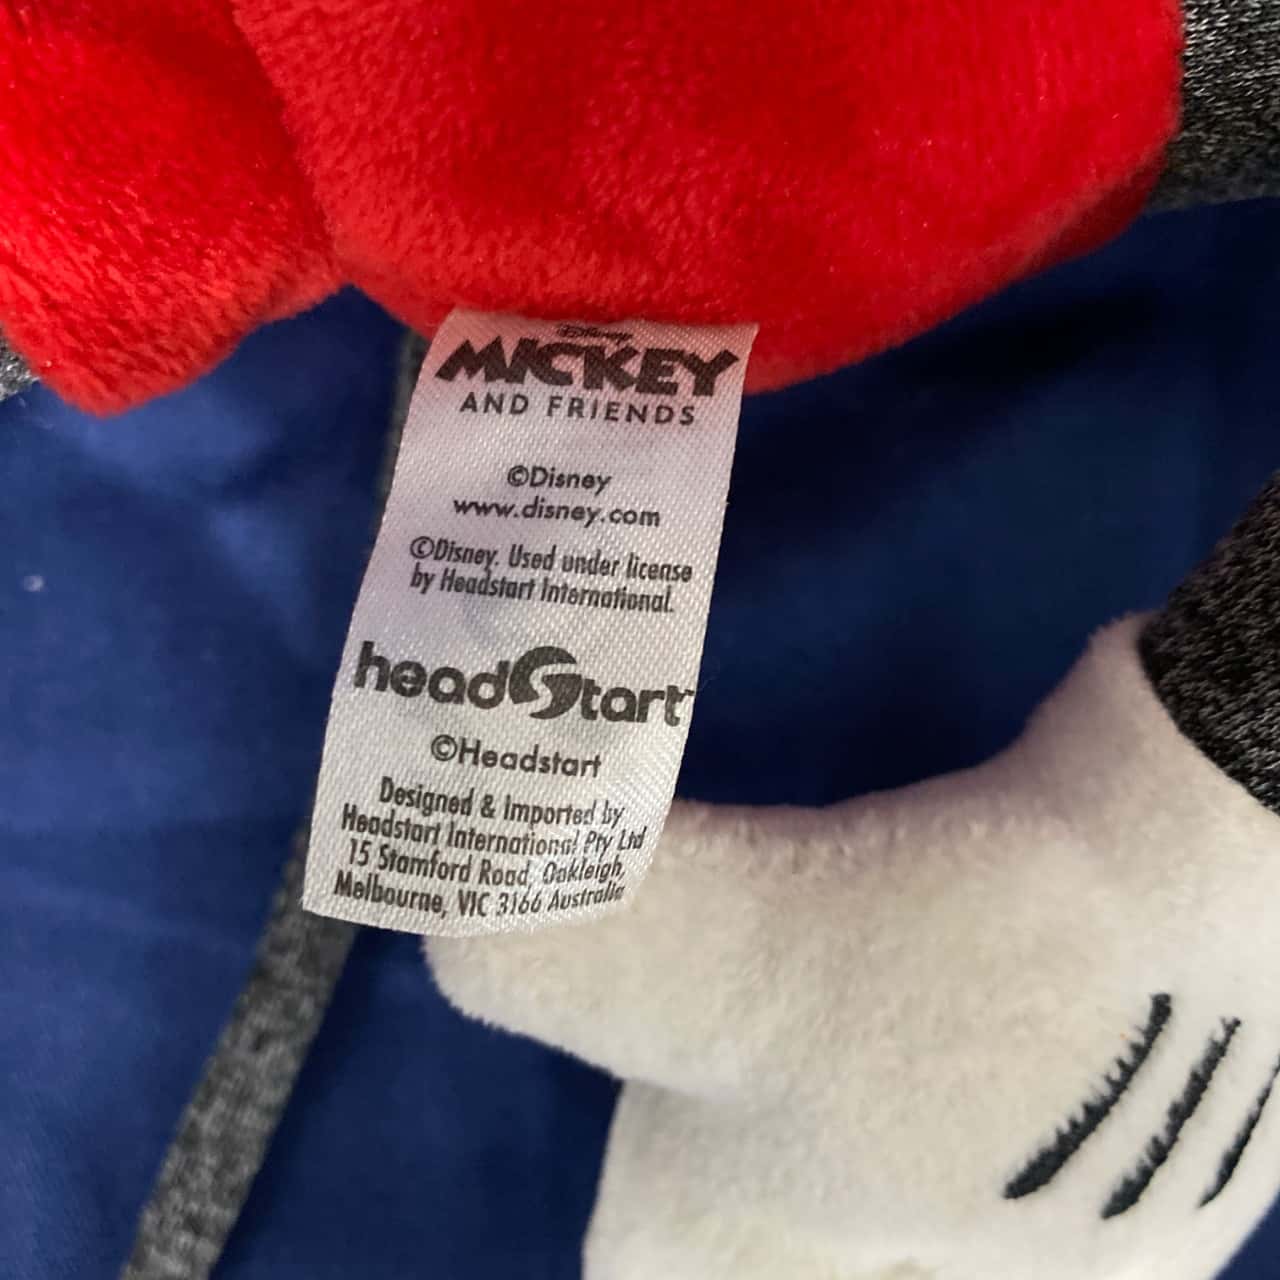 Disney
MICKEY
AND FRIENDS
©Disney
www.disney.com
©Disney. Used under license
by Headstart International.
headStart
©Headstart
Designed & Imported by
Headstart International Pty Ltd
15 Stamford Road, Oakleigh,
Melbourne, VIC 3166 Australia